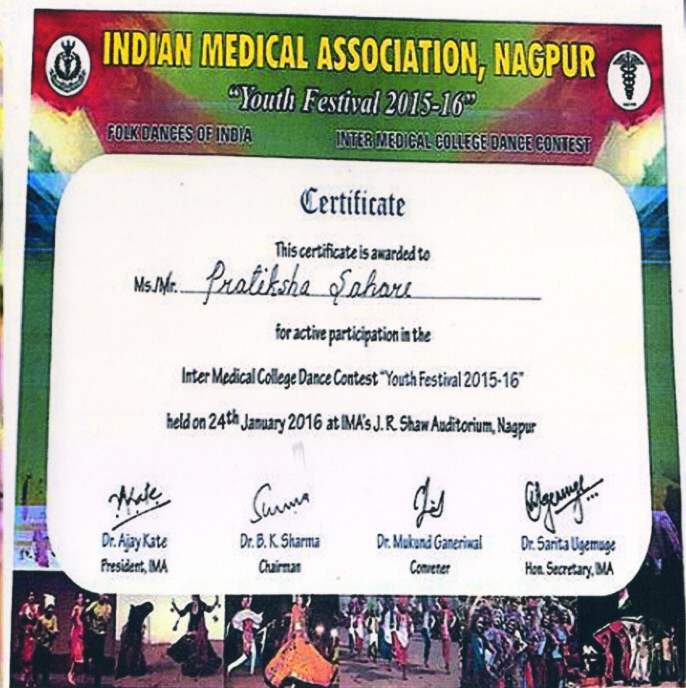 INDIAN MEDICAL ASSOCIATION, NAGPUR
"Youth Festival 2015-16"
FOLK DANCES OF INDIA INTER MEDICAL COLLEGE DANCE CONTEST
Certificate
This certificate is awarded to
Ms./Mr. Pratiksha Sahare
for active participation in the
Inter Medical College Dance Contest "Youth Festival 2015-16"
held on 24th January 2016 at IMA's J. R. Shaw Auditorium, Nagpur
Dr. Ajay Kate Dr. B. K. Sharma Dr. Mukund Ganeriwal Dr. Sarita Ugemuge
President, IMA Chairman Convener Hon. Secretary, IMA